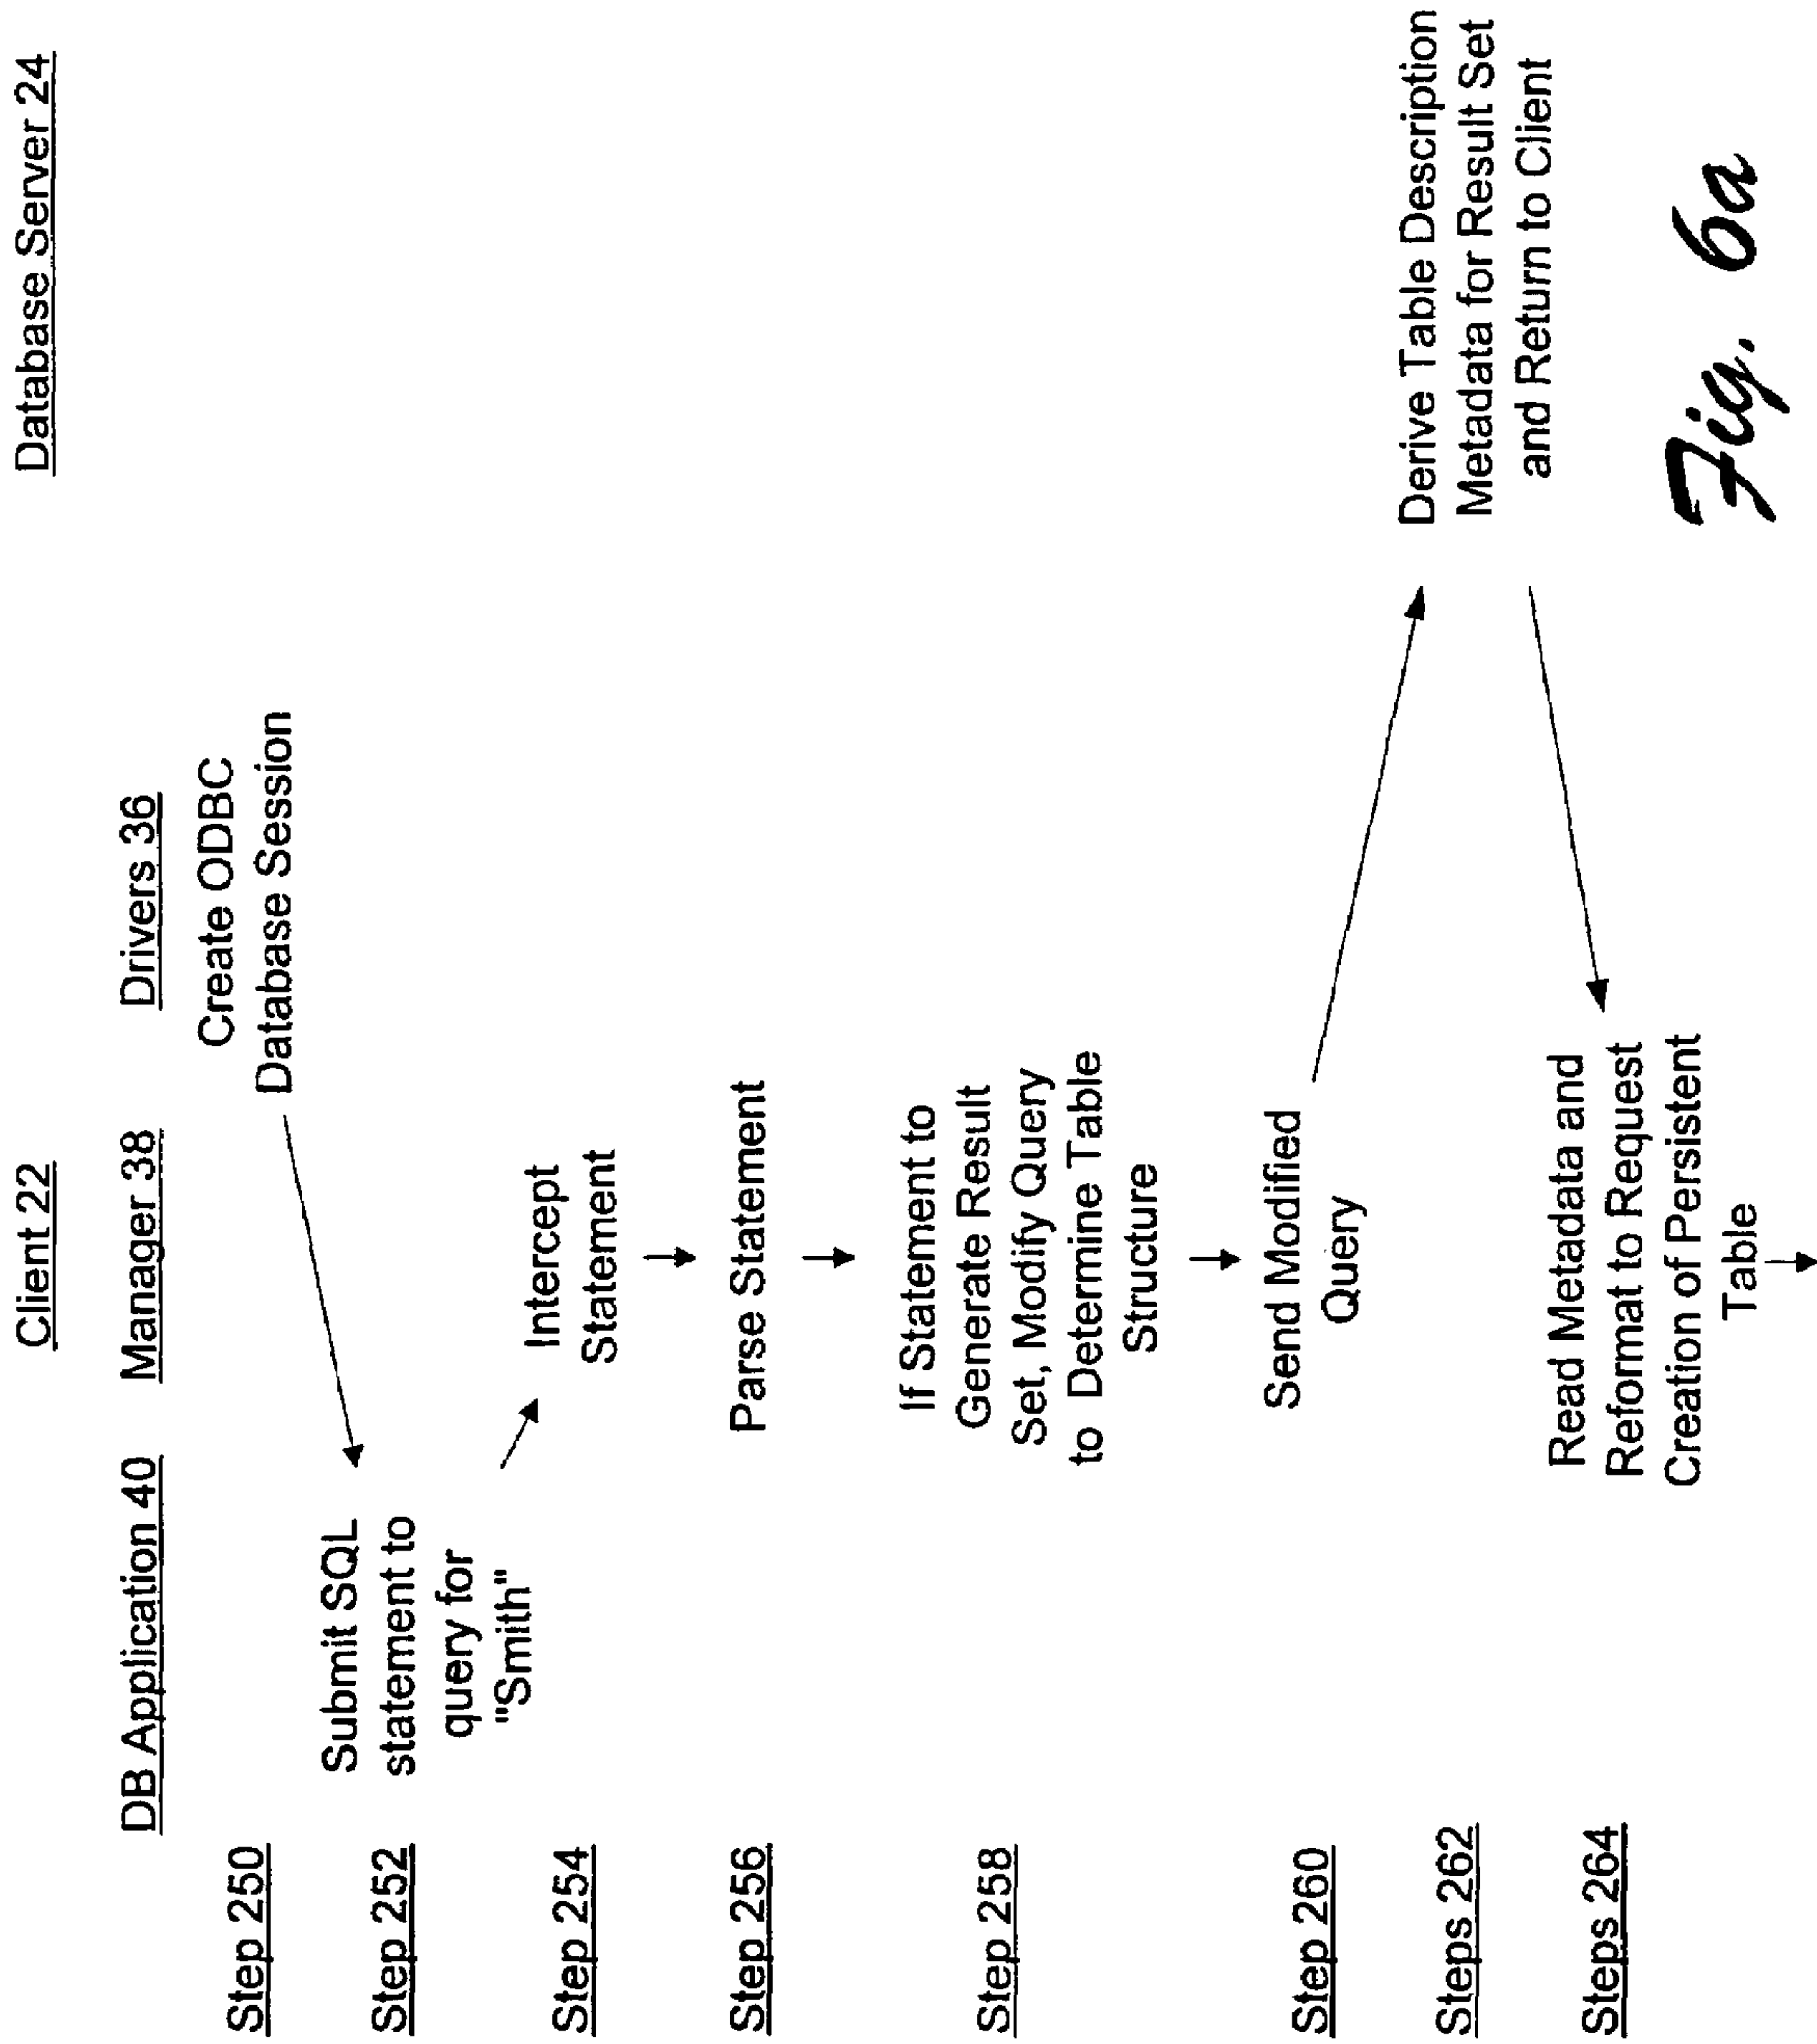 Client 22
Database Server 24
DB Application 40
Manager 38
Drivers 36
Step 250
Create ODBC
Database Session
Step 252
Submit SQL
statement to
query for
"Smith"
Step 254
Intercept
Statement
Step 256
Parse Statement
Step 258
If Statement to
Generate Result
Set, Modify Query
to Determine Table
Structure
Step 260
Send Modified
Query
Steps 262
Derive Table Description
Metadata for Result Set
and Return to Client
Steps 264
Read Metadata and
Reformat to Request
Creation of Persistent
Table
Fig. 6a